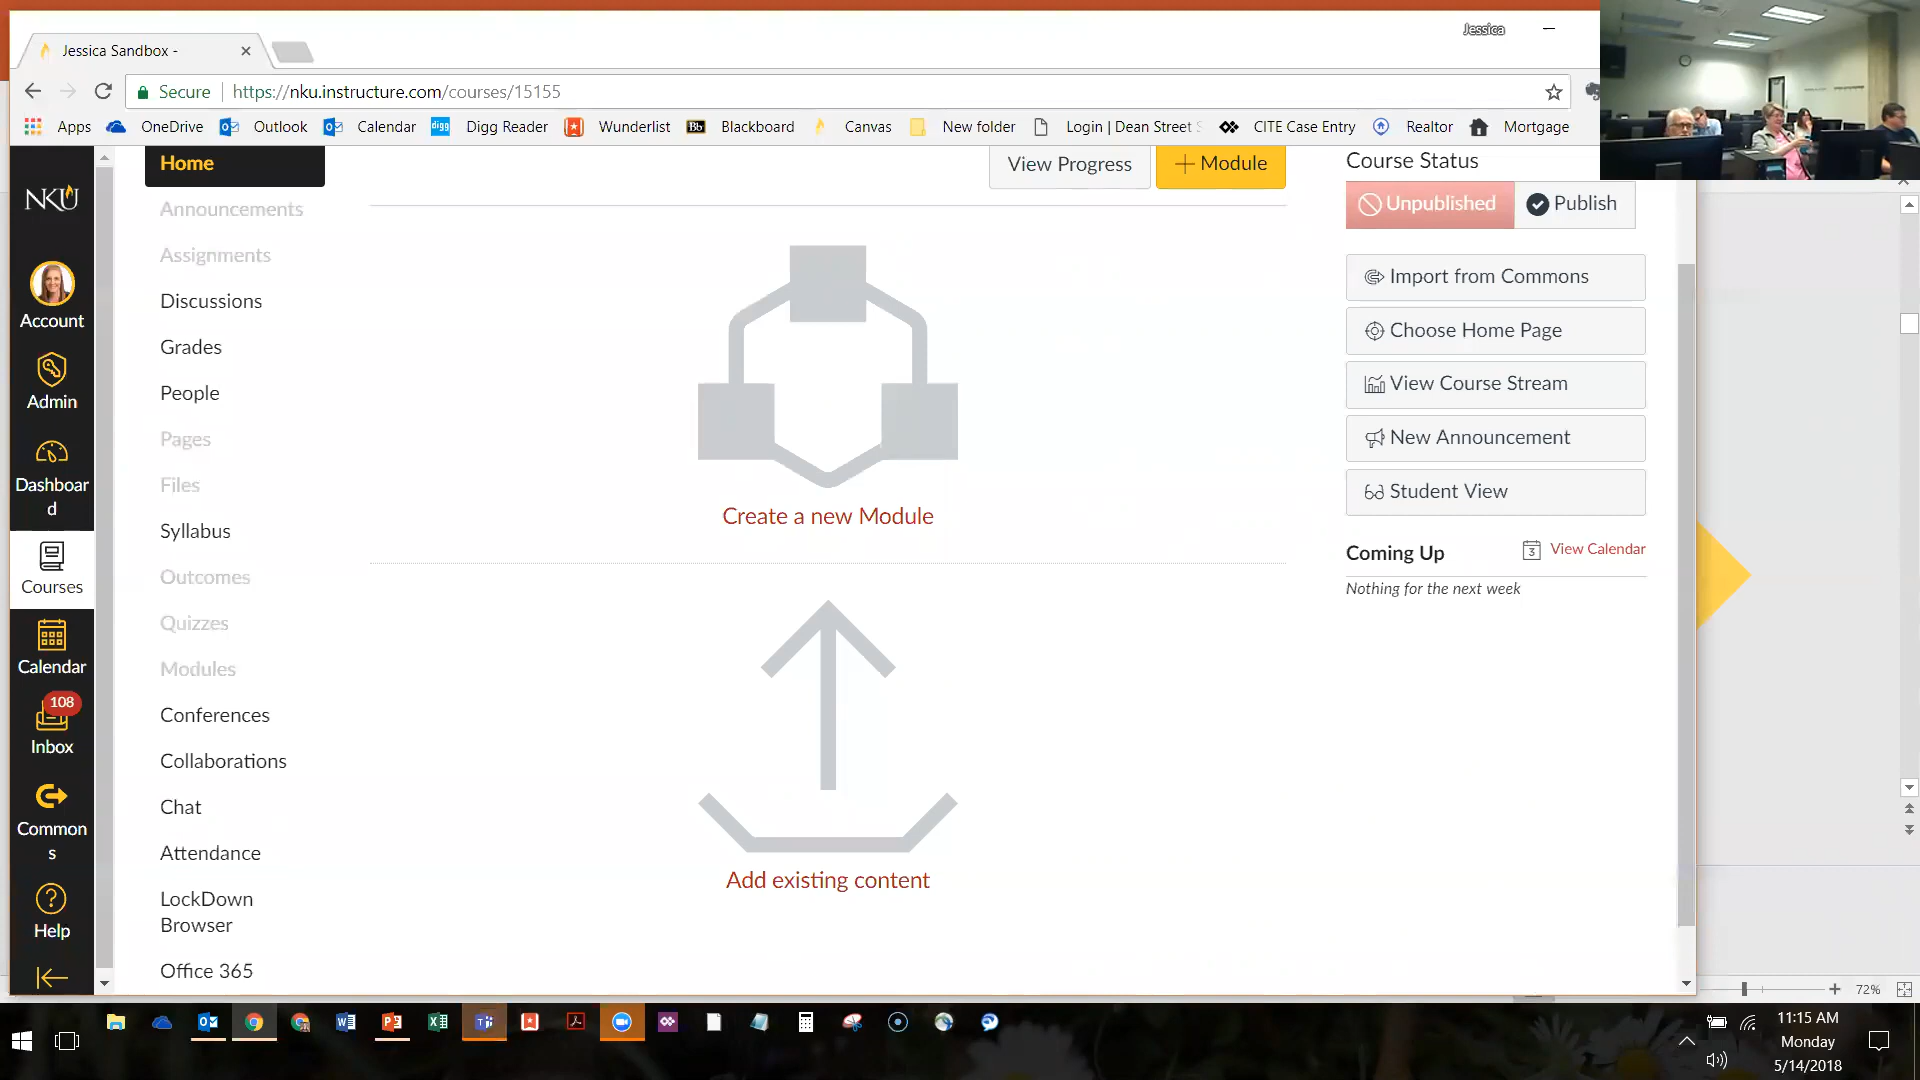 Jessica
Jessica Sandbox -
Secure
https://nku.instructure.com/courses/15155
Apps
OneDrive
Outlook
Calendar
digg
Digg Reader
Wunderlist
Bb
Blackboard
Canvas
New folder
Login | Dean Street
CITE Case Entry
Realtor
Mortgage
NKU
Account
Admin
Dashboar
d
Courses
Calendar
108
Inbox
Common
s
Help
Home
Announcements
Assignments
Discussions
Grades
People
Pages
Files
Syllabus
Outcomes
Quizzes
Modules
Conferences
Collaborations
Chat
Attendance
LockDown
Browser
Office 365
View Progress
+ Module
Create a new Module
Add existing content
Course Status
Unpublished
Publish
Import from Commons
Choose Home Page
View Course Stream
New Announcement
Student View
Coming Up
3
View Calendar
Nothing for the next week
72%
11:15 AM
Monday
5/14/2018